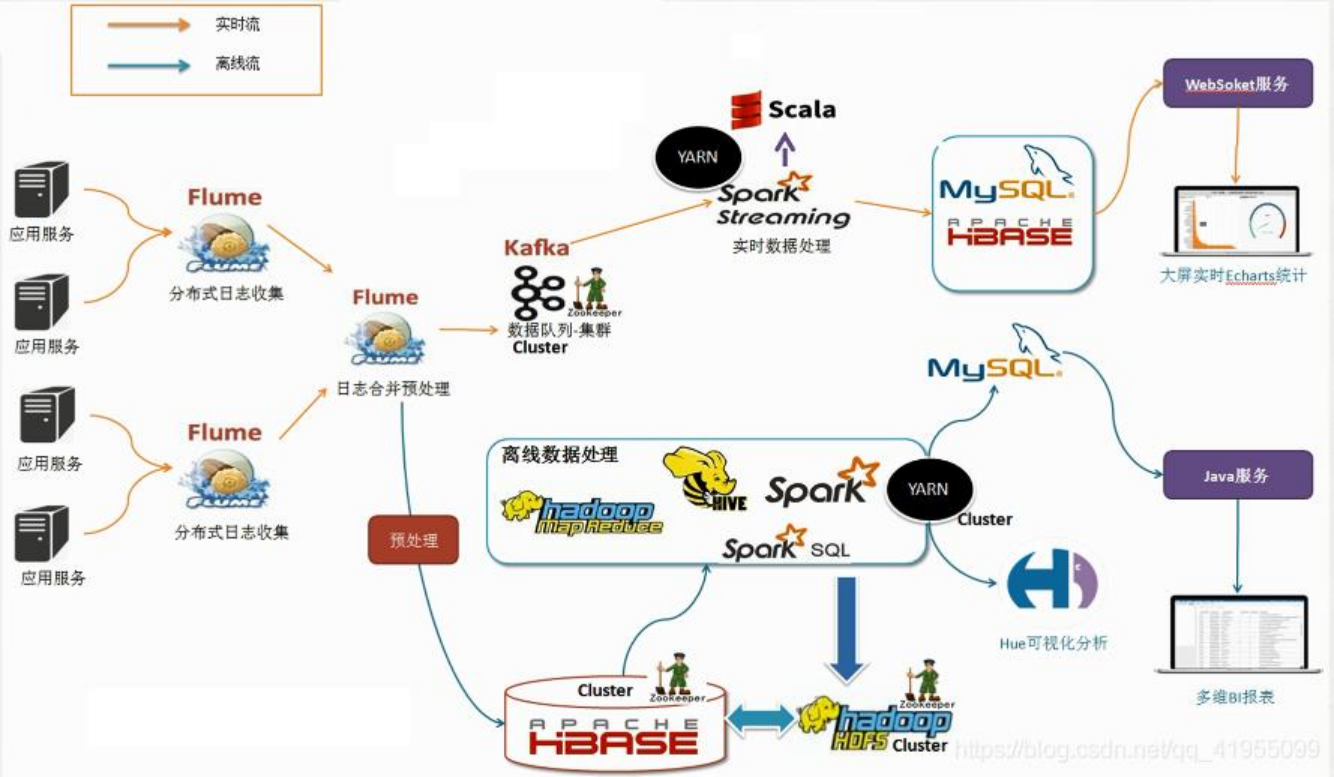 实时流
离线流
WebSoket服务
Scala
YARN
Spark
Streaming
实时数据处理
MySQL
APACHE
HBASE
大屏实时Echarts统计
应用服务
Flume
FLUME
分布式日志收集
应用服务
Flume
FLUME
日志合并预处理
Kafka
Zookeeper
数据队列-集群
Cluster
应用服务
Flume
FLUME
分布式日志收集
应用服务
MySQL
离线数据处理
HIVE
Spark
YARN
Cluster
hadoop
Map Reduce
Spark SQL
Java服务
预处理
Hue可视化分析
多维BI报表
Cluster
Zookeeper
APACHE
HBASE
Zookeeper
hadoop
HDFS Cluster
https://blog.csdn.net/qq_41955099